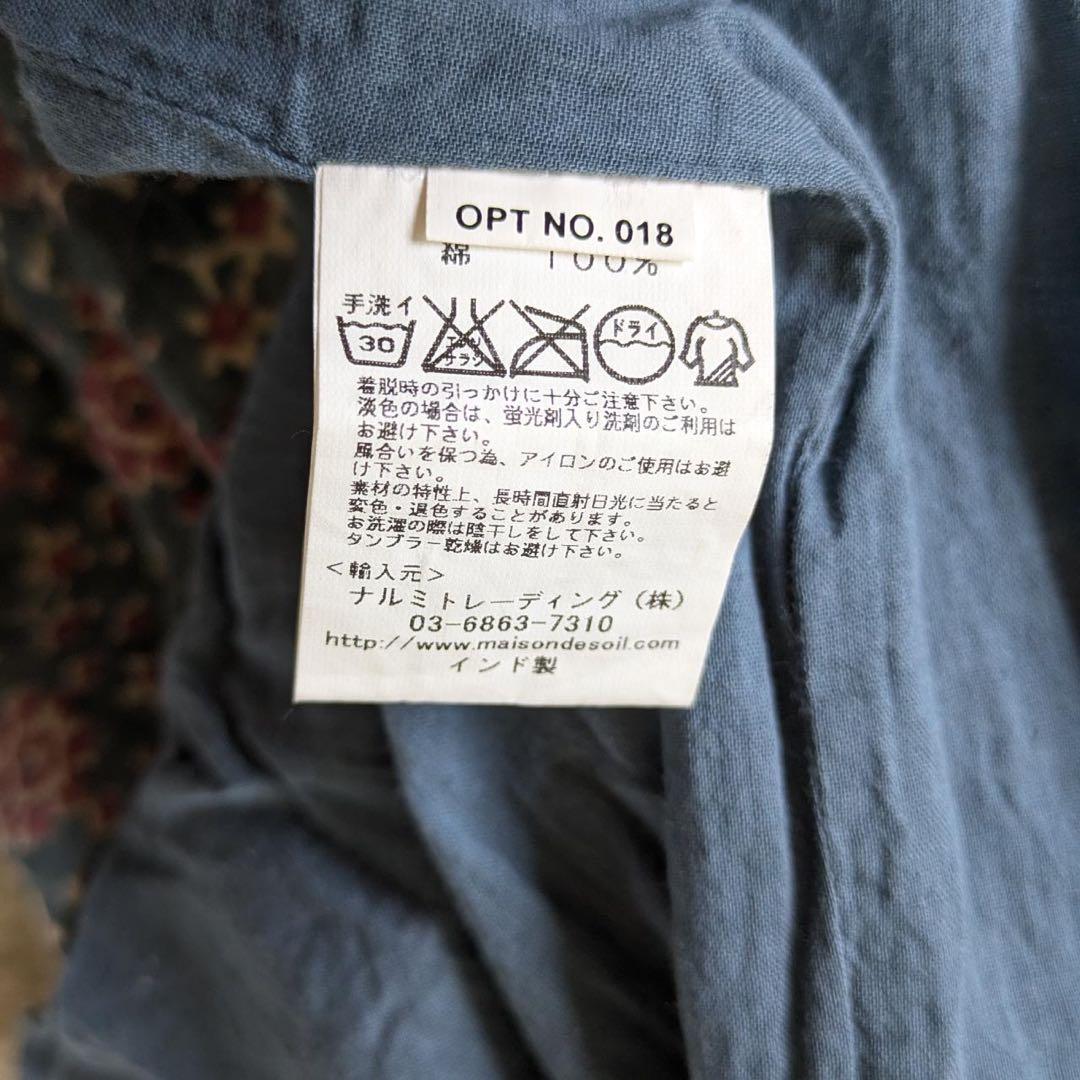 OPT NO. 018
綿 100%
手洗イ
30
エンソ
サラシ
ドライ
着脱時の引っかけに十分ご注意下さい。
淡色の場合は、蛍光剤入り洗剤のご利用は
お避け下さい。
風合いを保つ為、アイロンのご使用はお避
け下さい。
素材の特性上、長時間直射日光に当たると
変色・退色することがあります。
お洗濯の際は陰干しをして下さい。
タンブラー乾燥はお避け下さい。
<輸入元>
ナルミトレーディング(株)
03-6863-7310
http://www.maisondesoil.com
インド製